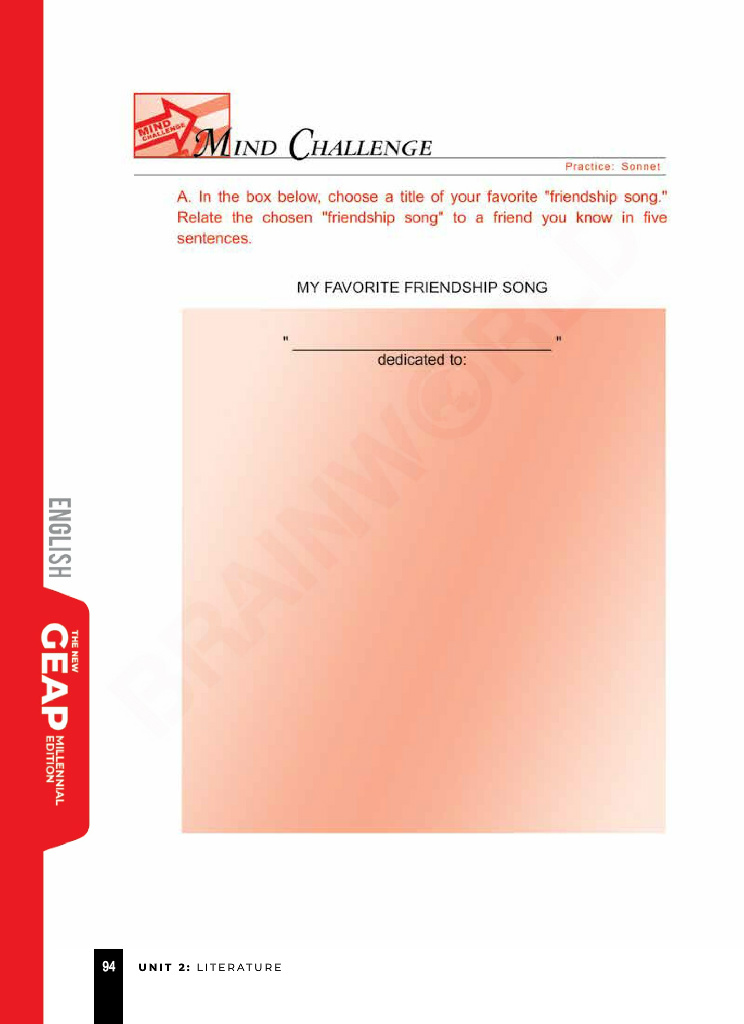 MIND
CHALLENGE
MIND CHALLENGE
Practice: Sonnet
A. In the box below, choose a title of your favorite "friendship song."
Relate the chosen "friendship song" to a friend you know in five
sentences.
MY FAVORITE FRIENDSHIP SONG
" ______________________________ "
dedicated to:
BRAINWORLD
ENGLISH
THE NEW
GEAP
MILLENNIAL
EDITION
94 UNIT 2: LITERATURE